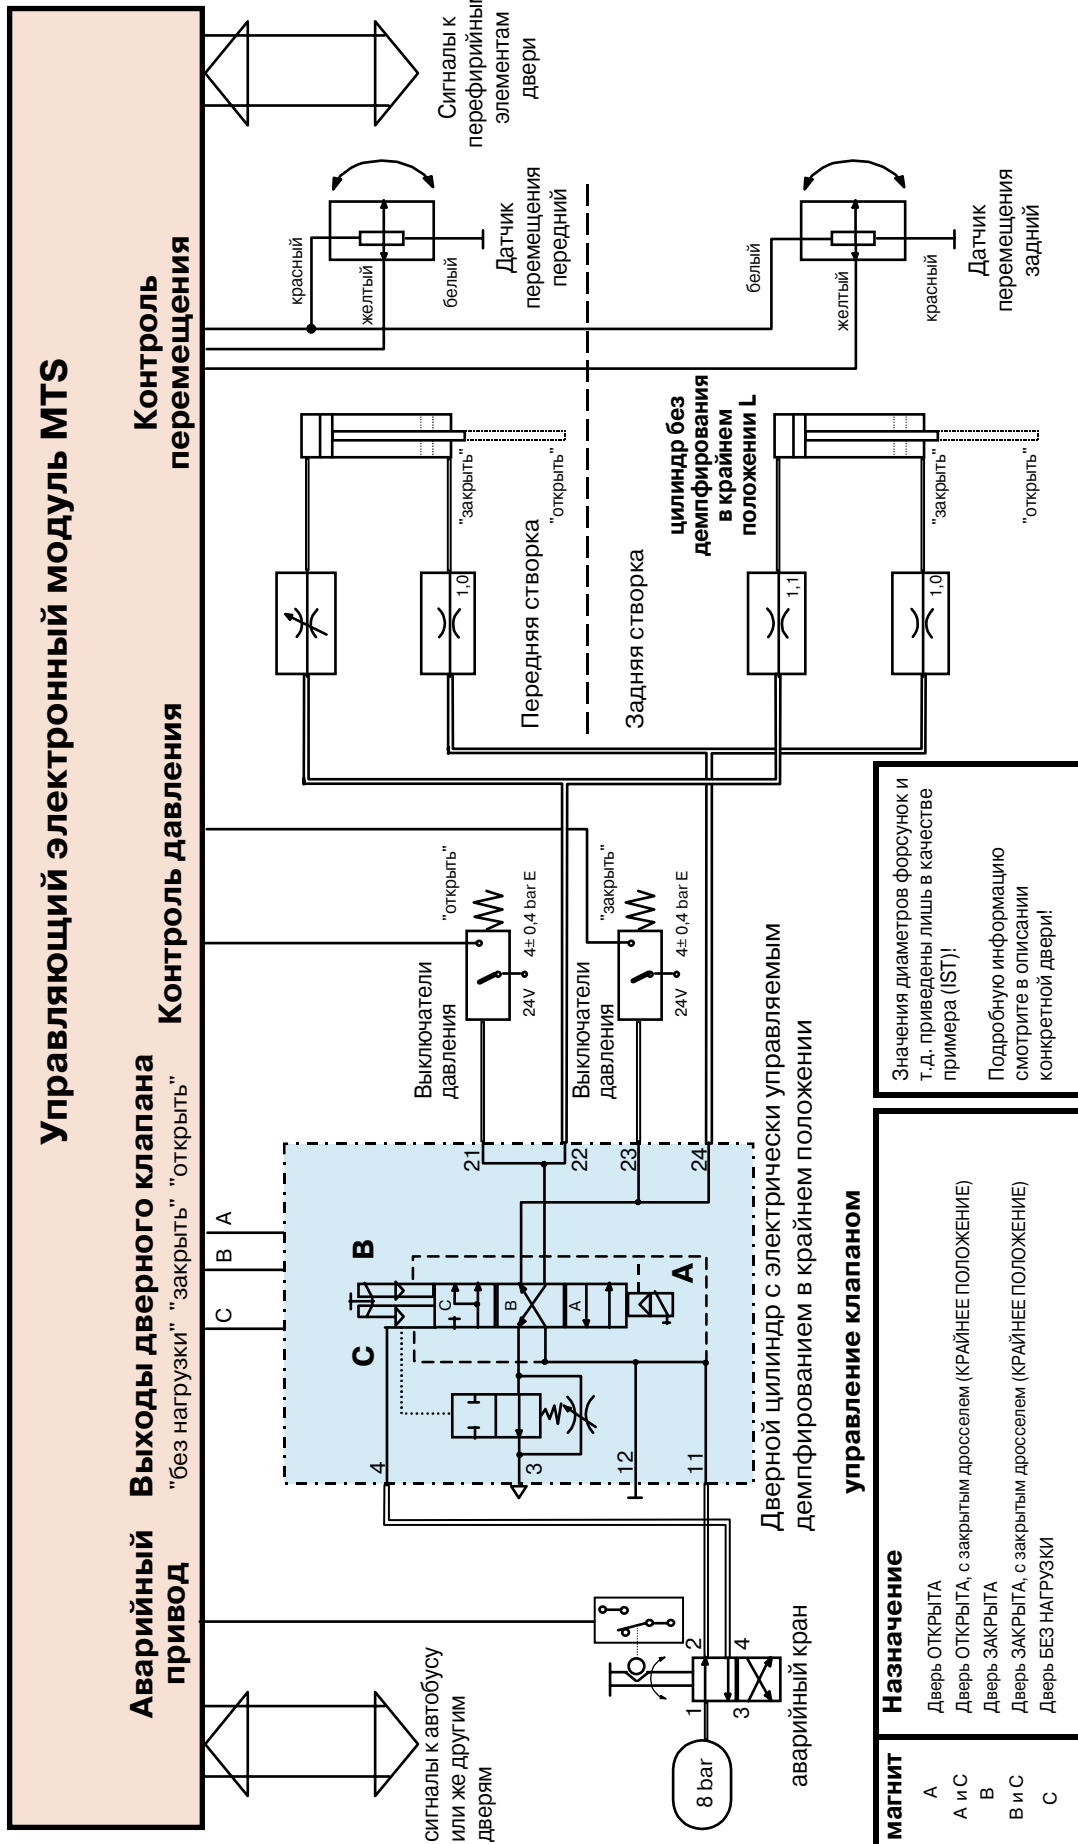 Управляющий электронный модуль MTS
Аварийный
привод
Выходы дверного клапана
"без нагрузки" "закрыть" "открыть"
Контроль давления
Контроль
перемещения
сигналы к автобусу
или же другим
дверям
C
B
A
Сигналы к
перефирийным
элементам
двери
красный
желтый
белый
Датчик
перемещения
передний
белый
желтый
красный
Датчик
перемещения
задний
"закрыть"
"открыть"
1,0
Передняя створка
Задняя створка
цилиндр без
демпфирования
в крайнем
положении L
1,1
1,0
"закрыть"
"открыть"
Выключатели
давления
"открыть"
24V
4± 0,4 bar E
Выключатели
давления
"закрыть"
24V
4± 0,4 bar E
4
3
12
11
21
22
23
24
C
B
A
C
B
A
8 bar
1
2
3
4
аварийный кран
Дверной цилиндр с электрически управляемым
демпфированием в крайнем положении
управление клапаном
магнит
Назначение
A
Дверь ОТКРЫТА
A и C
Дверь ОТКРЫТА, с закрытым дросселем (КРАЙНЕЕ ПОЛОЖЕНИЕ)
B
Дверь ЗАКРЫТА
B и C
Дверь ЗАКРЫТА, с закрытым дросселем (КРАЙНЕЕ ПОЛОЖЕНИЕ)
C
Дверь БЕЗ НАГРУЗКИ
Значения диаметров форсунок и
т.д. приведены лишь в качестве
примера (IST)!
Подробную информацию
смотрите в описании
конкретной двери!